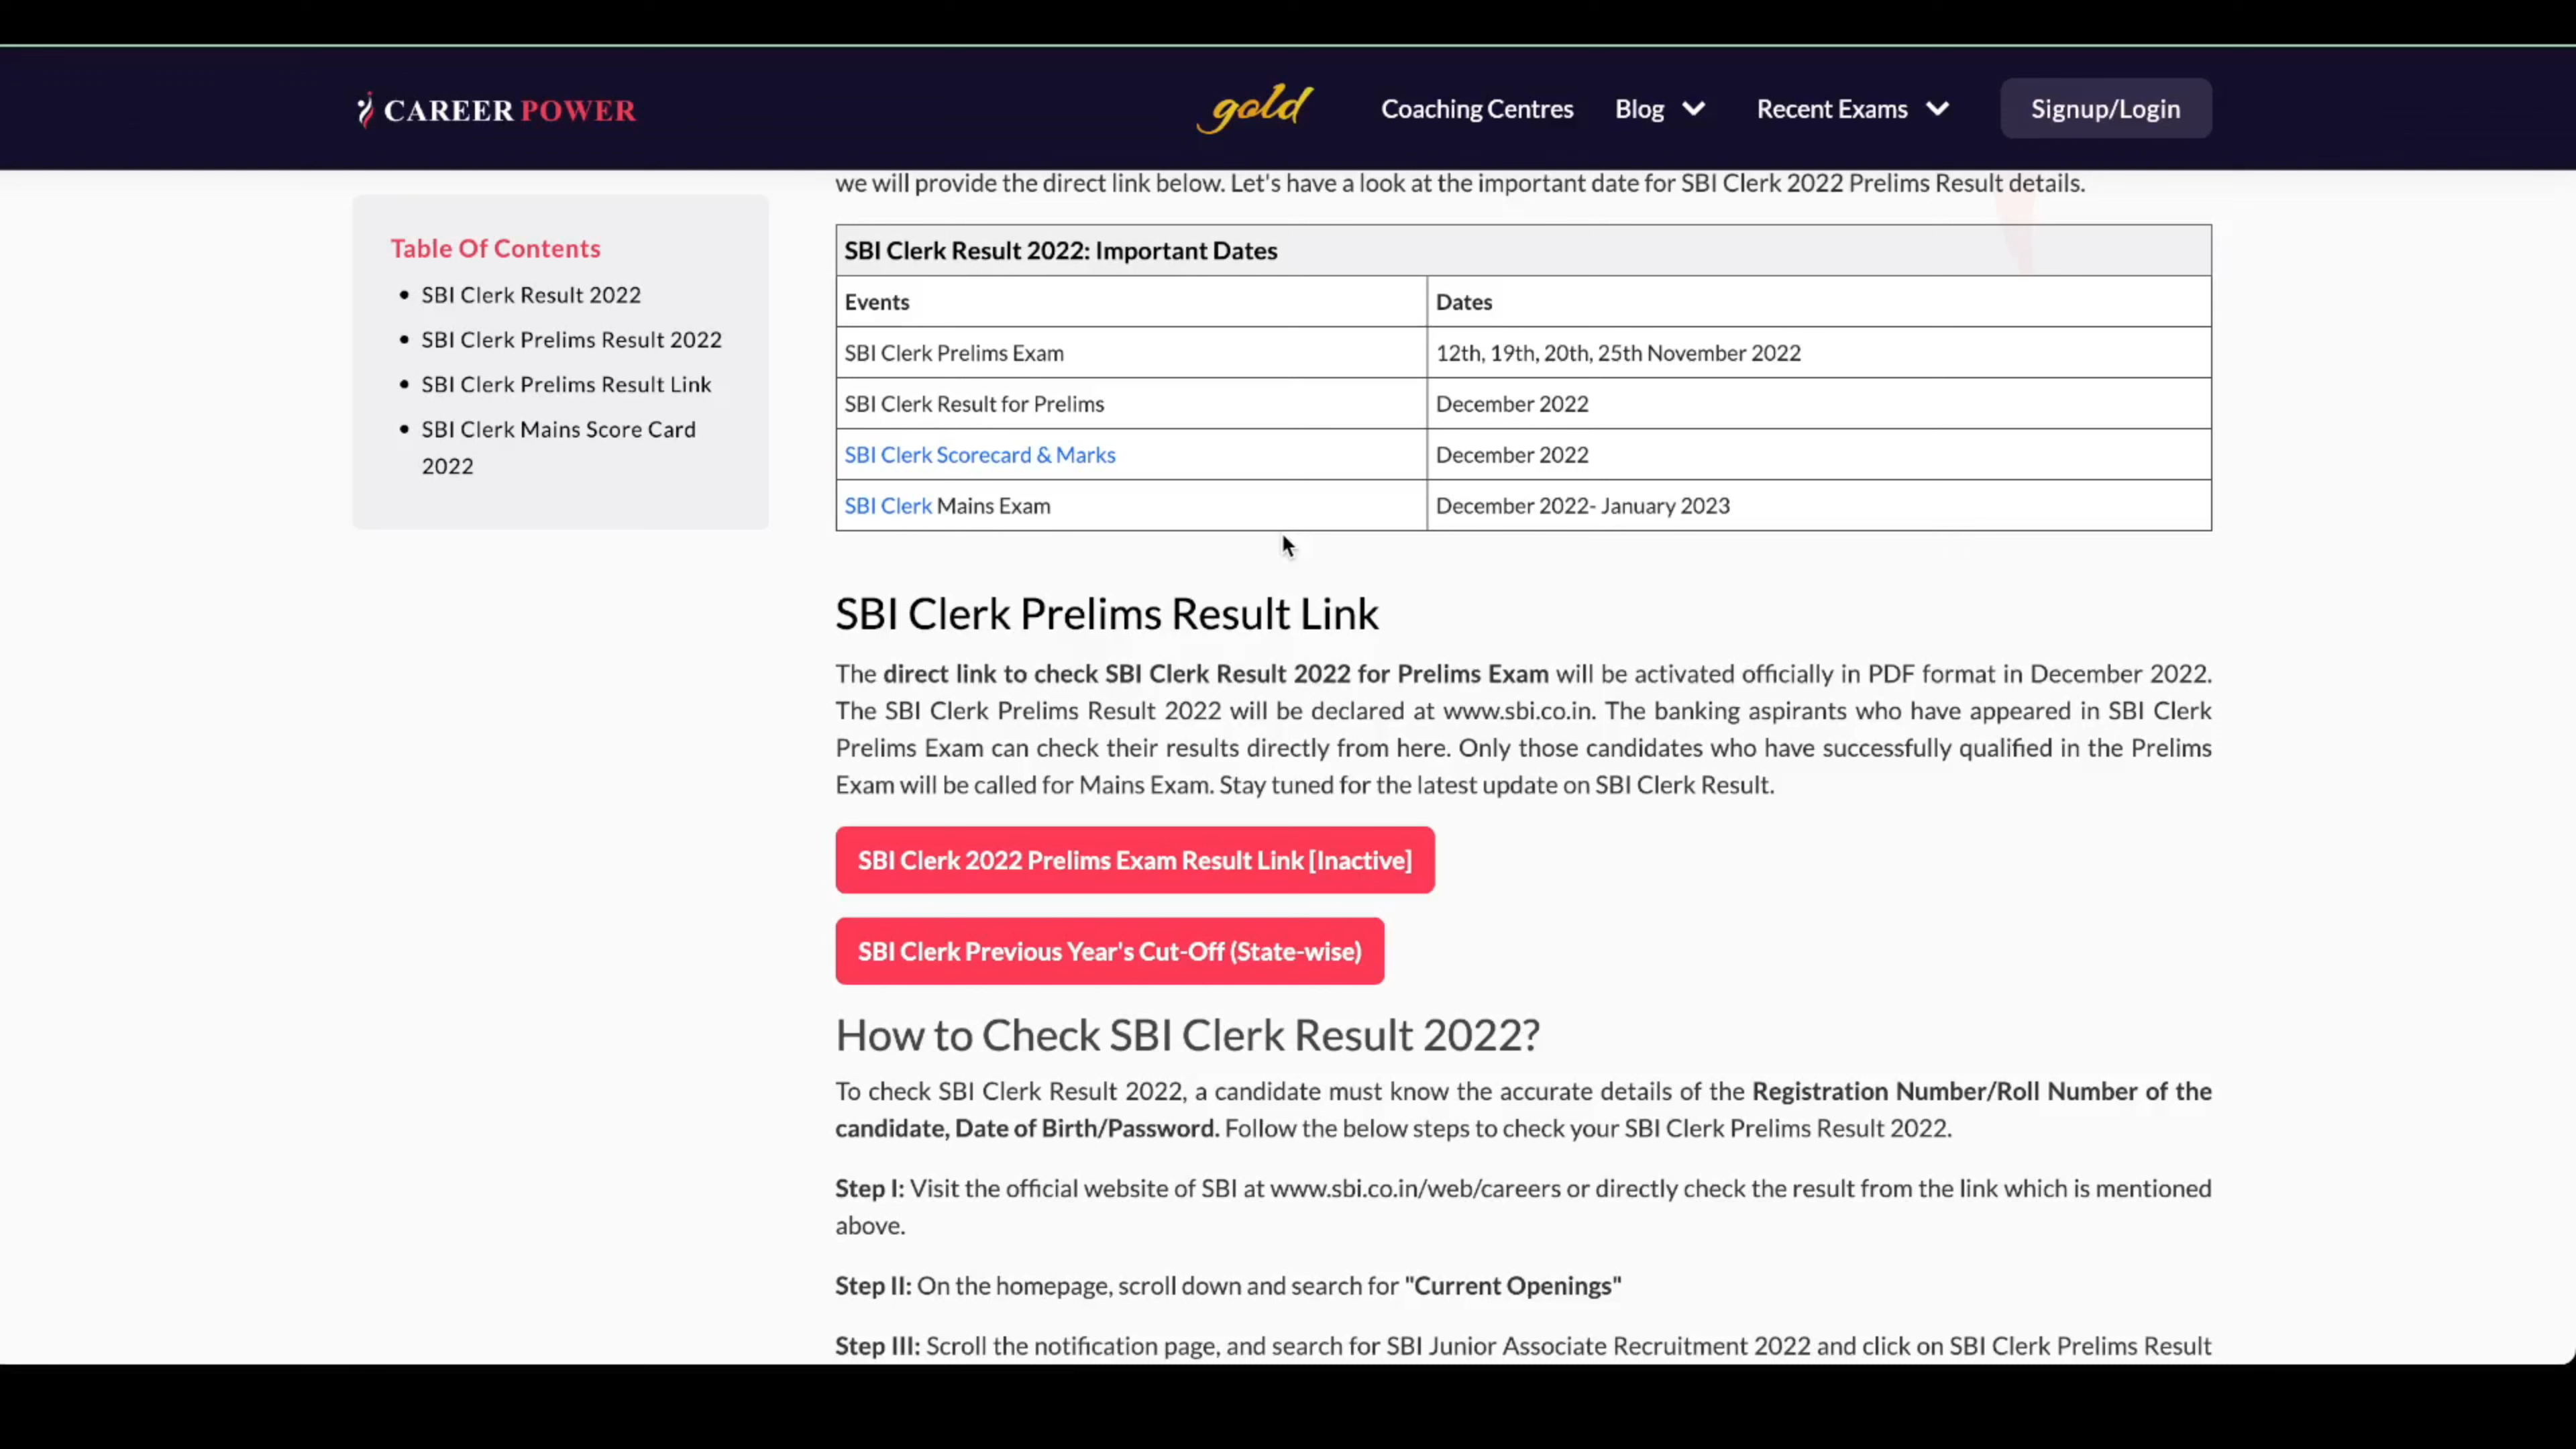 CAREER POWER
gold
Coaching Centres
Blog
Recent Exams
Signup/Login
Table Of Contents
SBI Clerk Result 2022
SBI Clerk Prelims Result 2022
SBI Clerk Prelims Result Link
SBI Clerk Mains Score Card
2022
we will provide the direct link below. Let's have a look at the important date for SBI Clerk 2022 Prelims Result details.
SBI Clerk Result 2022: Important Dates
Events Dates
SBI Clerk Prelims Exam 12th, 19th, 20th, 25th November 2022
SBI Clerk Result for Prelims December 2022
SBI Clerk Scorecard & Marks December 2022
SBI Clerk Mains Exam December 2022- January 2023
SBI Clerk Prelims Result Link
The direct link to check SBI Clerk Result 2022 for Prelims Exam will be activated officially in PDF format in December 2022.
The SBI Clerk Prelims Result 2022 will be declared at www.sbi.co.in. The banking aspirants who have appeared in SBI Clerk
Prelims Exam can check their results directly from here. Only those candidates who have successfully qualified in the Prelims
Exam will be called for Mains Exam. Stay tuned for the latest update on SBI Clerk Result.
SBI Clerk 2022 Prelims Exam Result Link [Inactive]
SBI Clerk Previous Year's Cut-Off (State-wise)
How to Check SBI Clerk Result 2022?
To check SBI Clerk Result 2022, a candidate must know the accurate details of the Registration Number/Roll Number of the
candidate, Date of Birth/Password. Follow the below steps to check your SBI Clerk Prelims Result 2022.
Step I: Visit the official website of SBI at www.sbi.co.in/web/careers or directly check the result from the link which is mentioned
above.
Step II: On the homepage, scroll down and search for "Current Openings"
Step III: Scroll the notification page, and search for SBI Junior Associate Recruitment 2022 and click on SBI Clerk Prelims Result